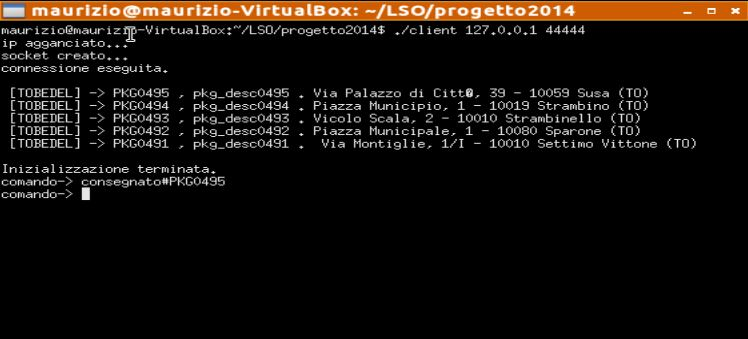 maurizio@maurizio-VirtualBox: ~/LSO/progetto2014
maurizio@maurizio-VirtualBox:~/LSO/progetto2014$ ./client 127.0.0.1 44444
ip agganciato...
socket creato...
connessione eseguita.
[TOBEDEL] -> PKG0495 , pkg_desc0495 . Via Palazzo di Citt�, 39 - 10059 Susa (TO)
[TOBEDEL] -> PKG0494 , pkg_desc0494 . Piazza Municipio, 1 - 10019 Strambino (TO)
[TOBEDEL] -> PKG0493 , pkg_desc0493 . Vicolo Scala, 2 - 10010 Strambinello (TO)
[TOBEDEL] -> PKG0492 , pkg_desc0492 . Piazza Municipale, 1 - 10080 Sparone (TO)
[TOBEDEL] -> PKG0491 , pkg_desc0491 .  Via Montiglie, 1/I - 10010 Settimo Vittone (TO)
Inizializzazione terminata.
comando-> consegnato#PKG0495
comando->